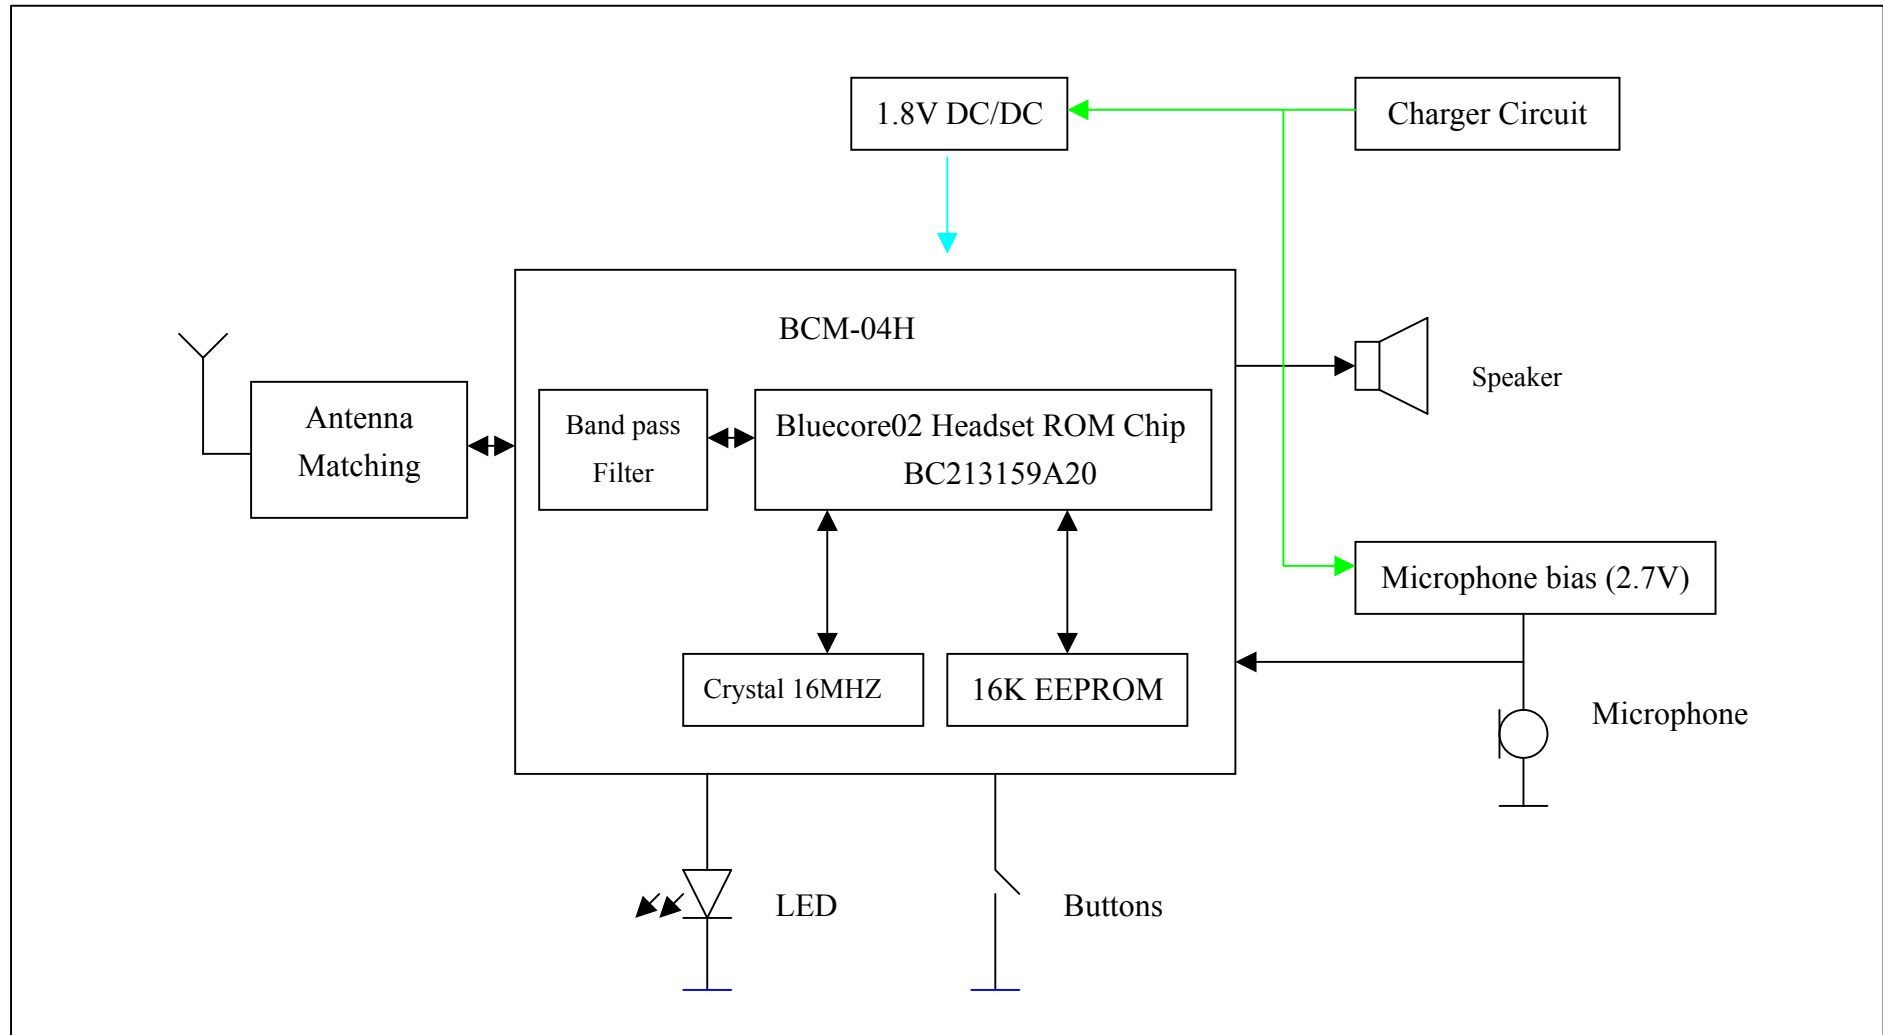 1.8V DC/DC
Charger Circuit
BCM-04H
Speaker
Antenna
Matching
Band pass
Filter
Bluecore02 Headset ROM Chip
BC213159A20
Microphone bias (2.7V)
Crystal 16MHZ
16K EEPROM
Microphone
LED
Buttons